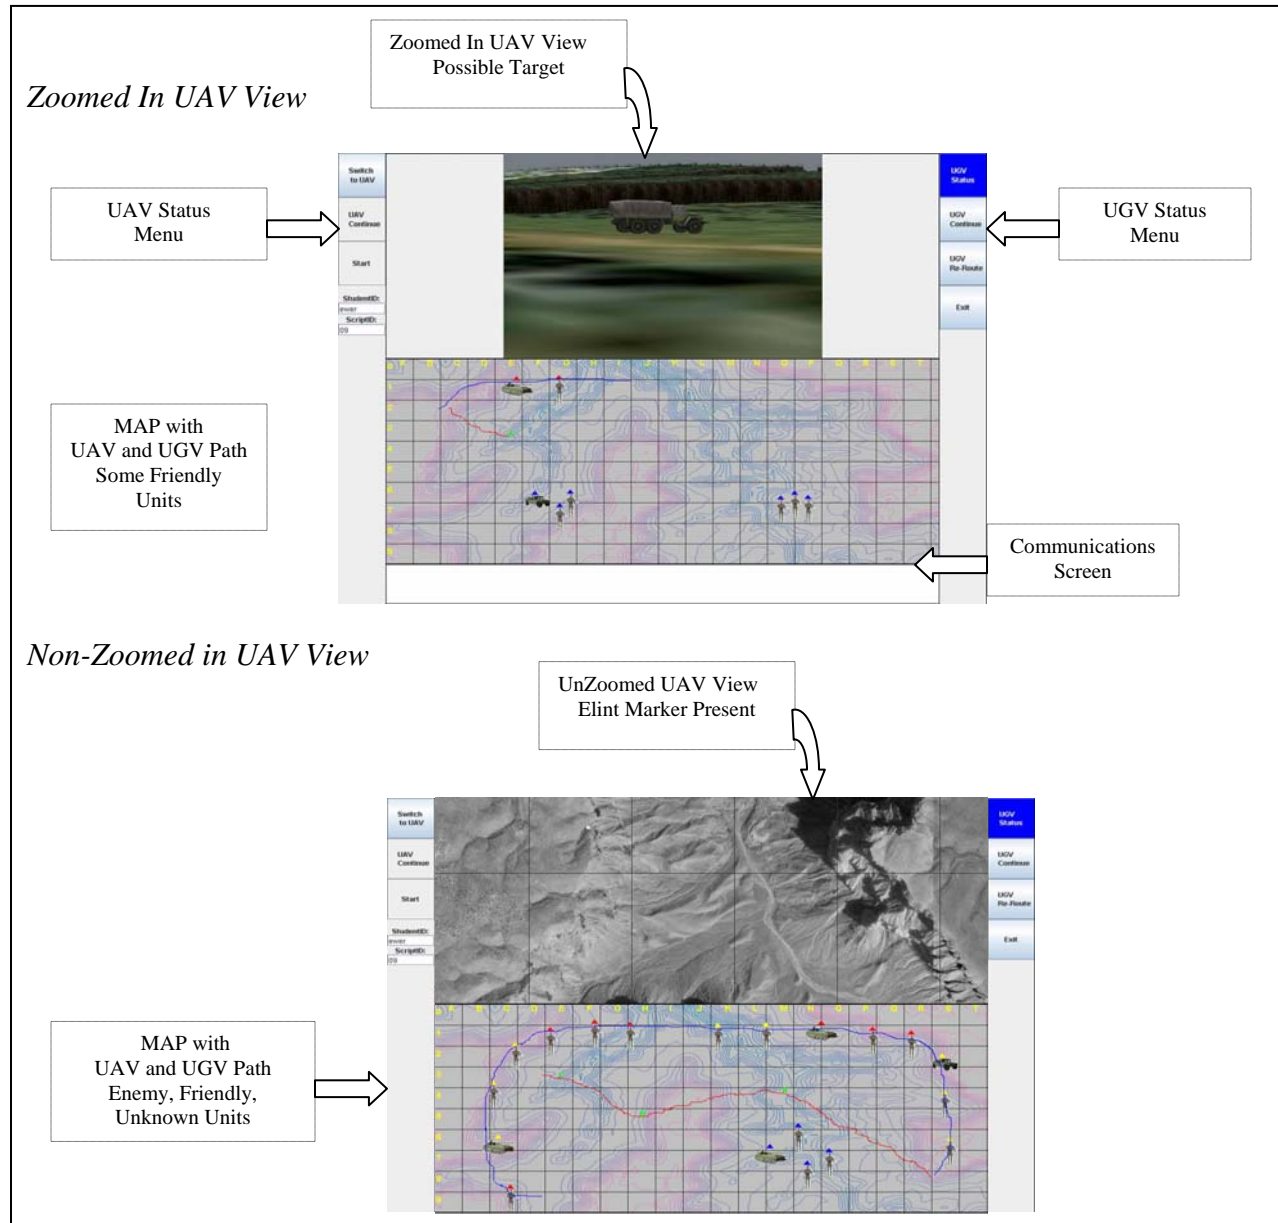 Zoomed In UAV View
Possible Target
Zoomed In UAV View
Switch
to UAV
UAV
Continue
Start
StudentID:
ewer
ScriptID:
09
UGV
Status
UGV
Continue
UGV
Re-Route
Exit
UAV Status
Menu
UGV Status
Menu
MAP with
UAV and UGV Path
Some Friendly
Units
Communications
Screen
Non-Zoomed in UAV View
UnZoomed UAV View
Elint Marker Present
Switch
to UAV
UAV
Continue
Start
StudentID:
ewer
ScriptID:
09
UGV
Status
UGV
Continue
UGV
Re-Route
Exit
MAP with
UAV and UGV Path
Enemy, Friendly,
Unknown Units